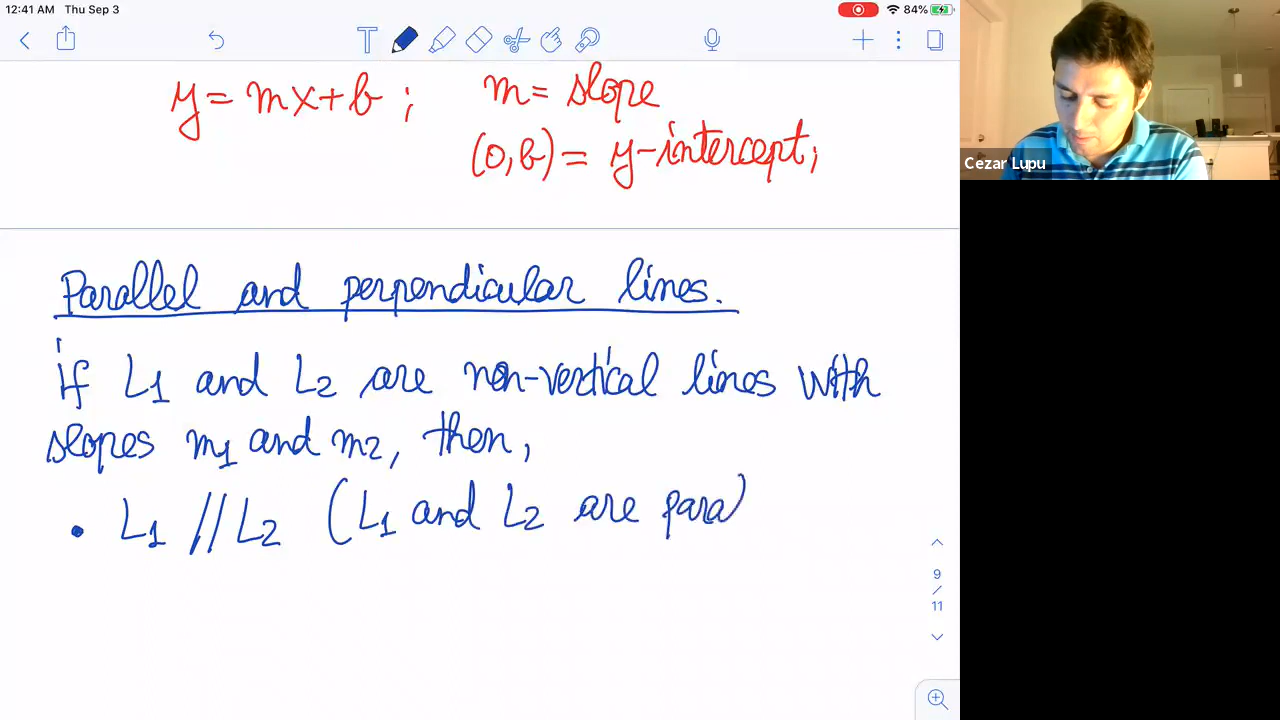 12:41 AM Thu Sep 3
84%
y = mx + b ; m = slope
(0, b) = y-intercept;
Cezar Lupu
Parallel and perpendicular lines.
if L1 and L2 are non-vertical lines with
slopes m1 and m2, then,
• L1 // L2 (L1 and L2 are para
9
/
11